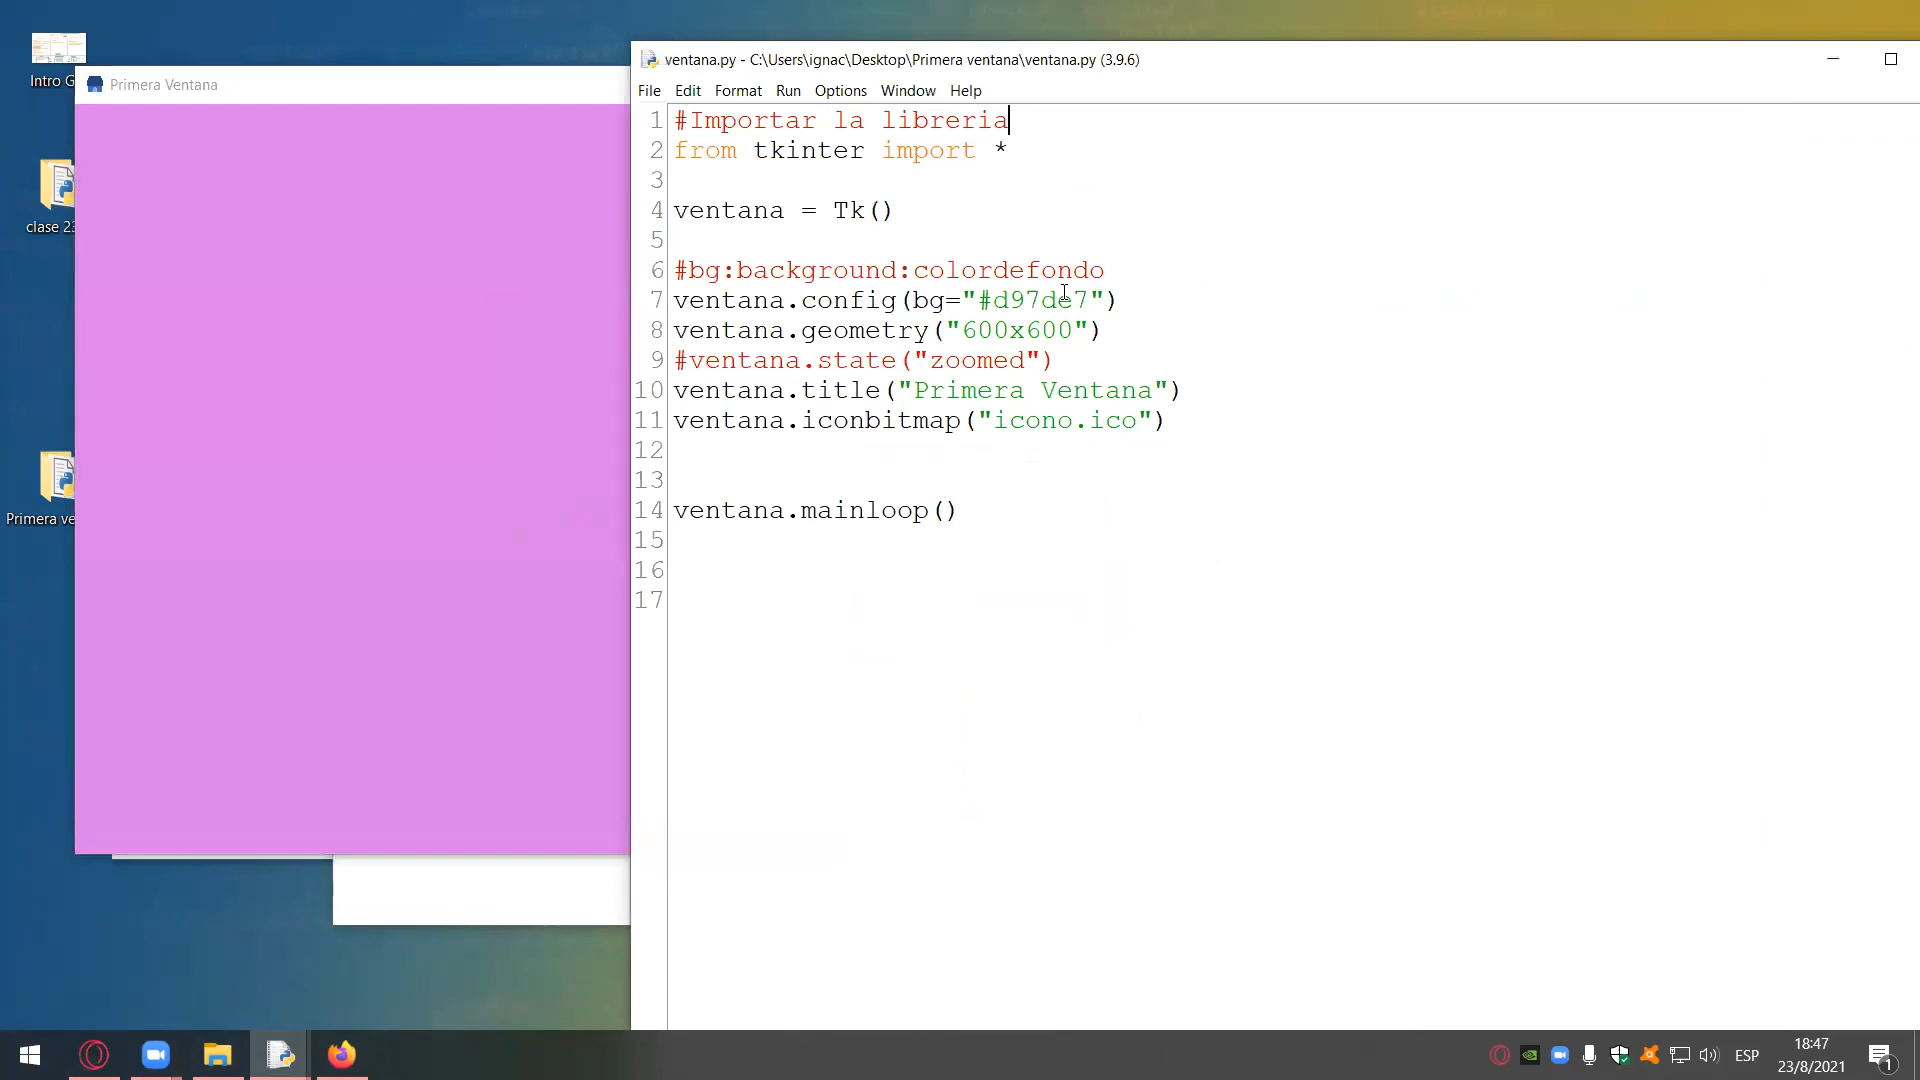 Intro G
Primera Ventana
clase 23
Primera ve
ventana.py - C:\Users\ignac\Desktop\Primera ventana\ventana.py (3.9.6)
File Edit Format Run Options Window Help
1 #Importar la libreria
2 from tkinter import *
3
4 ventana = Tk()
5
6 #bg:background:colordefondo
7 ventana.config(bg="#d97de7")
8 ventana.geometry("600x600")
9 #ventana.state("zoomed")
10 ventana.title("Primera Ventana")
11 ventana.iconbitmap("icono.ico")
12
13
14 ventana.mainloop()
15
16
17
ESP
18:47
23/8/2021
1